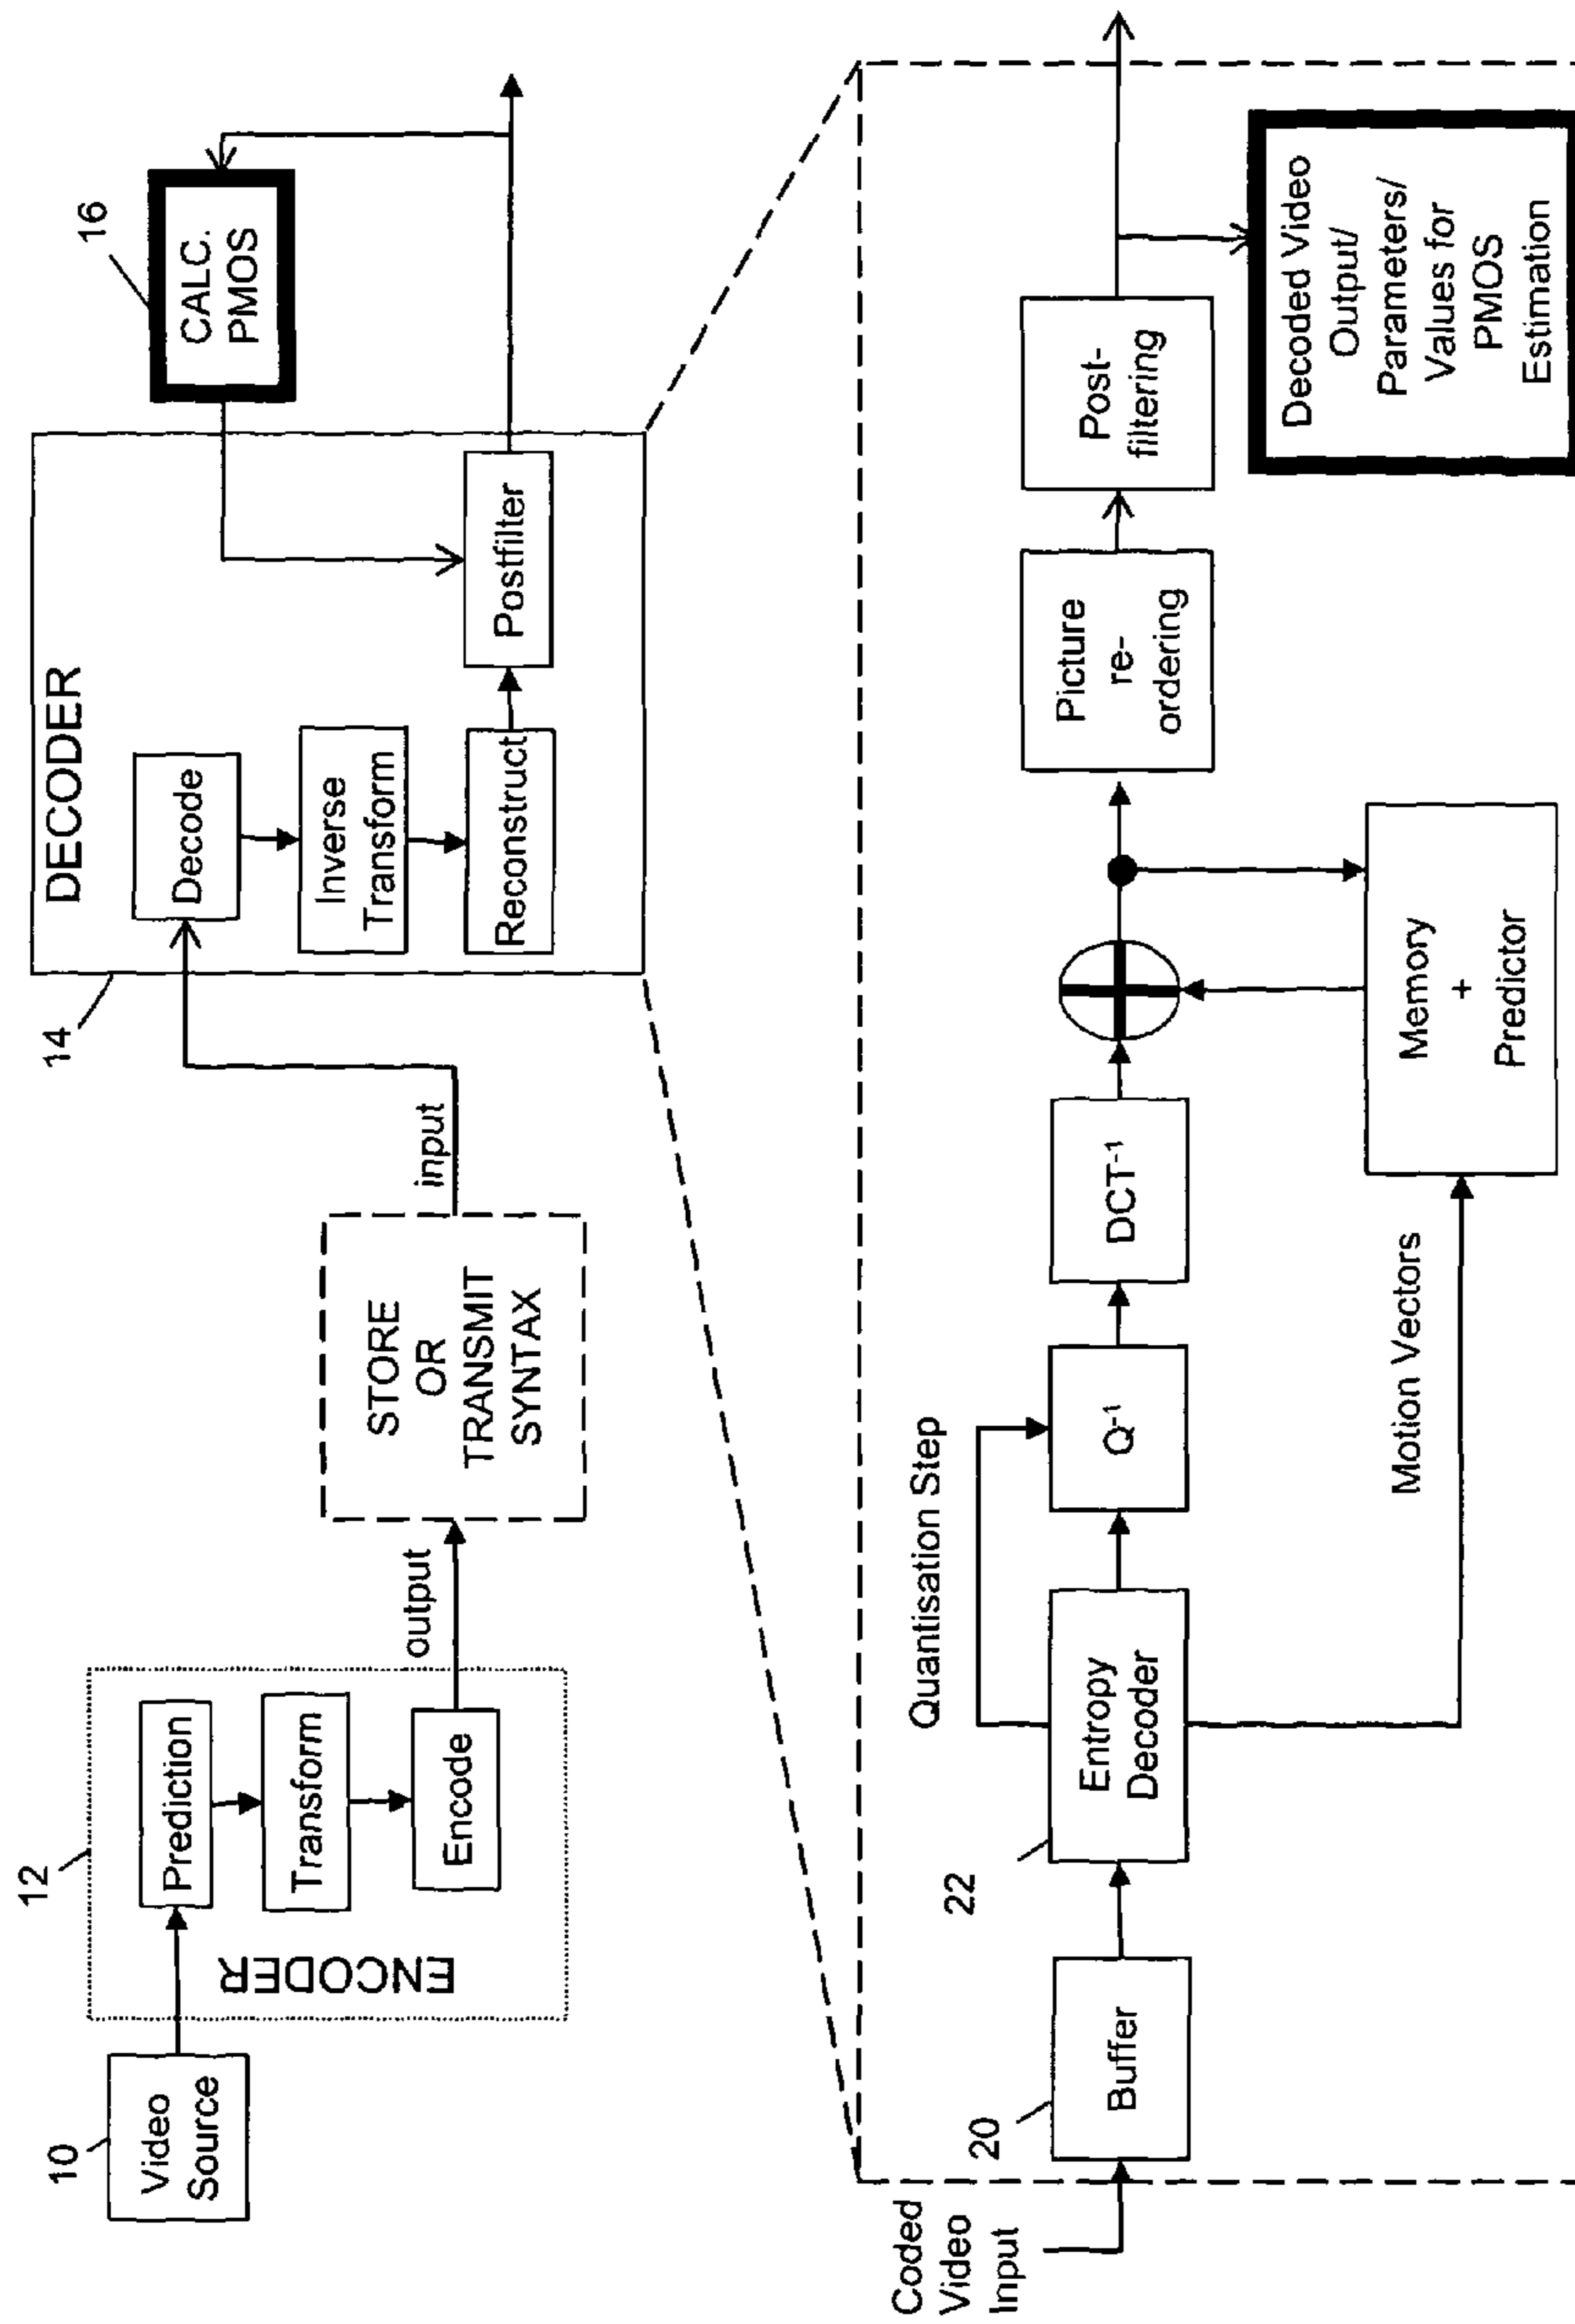 10
Video
Source
12
ENCODER
Prediction
Transform
Encode
output
STORE
OR
TRANSMIT
SYNTAX
input
14
DECODER
Decode
Inverse
Transform
Reconstruct
Postfilter
16
CALC.
PMOS
Coded
Video
Input
20
Buffer
22
Entropy
Decoder
Quantisation Step
Q⁻¹
DCT⁻¹
Motion Vectors
Memory
+
Predictor
Picture
re-
ordering
Post-
filtering
Decoded Video
Output/
Parameters/
Values for
PMOS
Estimation